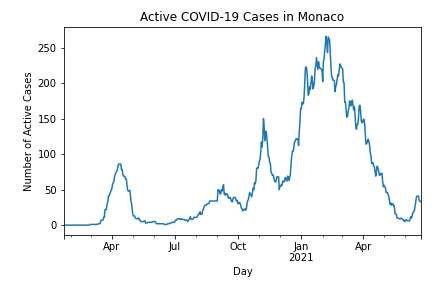 Active COVID-19 Cases in Monaco
Number of Active Cases
250
200
150
100
50
0
Apr
Jul
Oct
Jan
2021
Apr
Day